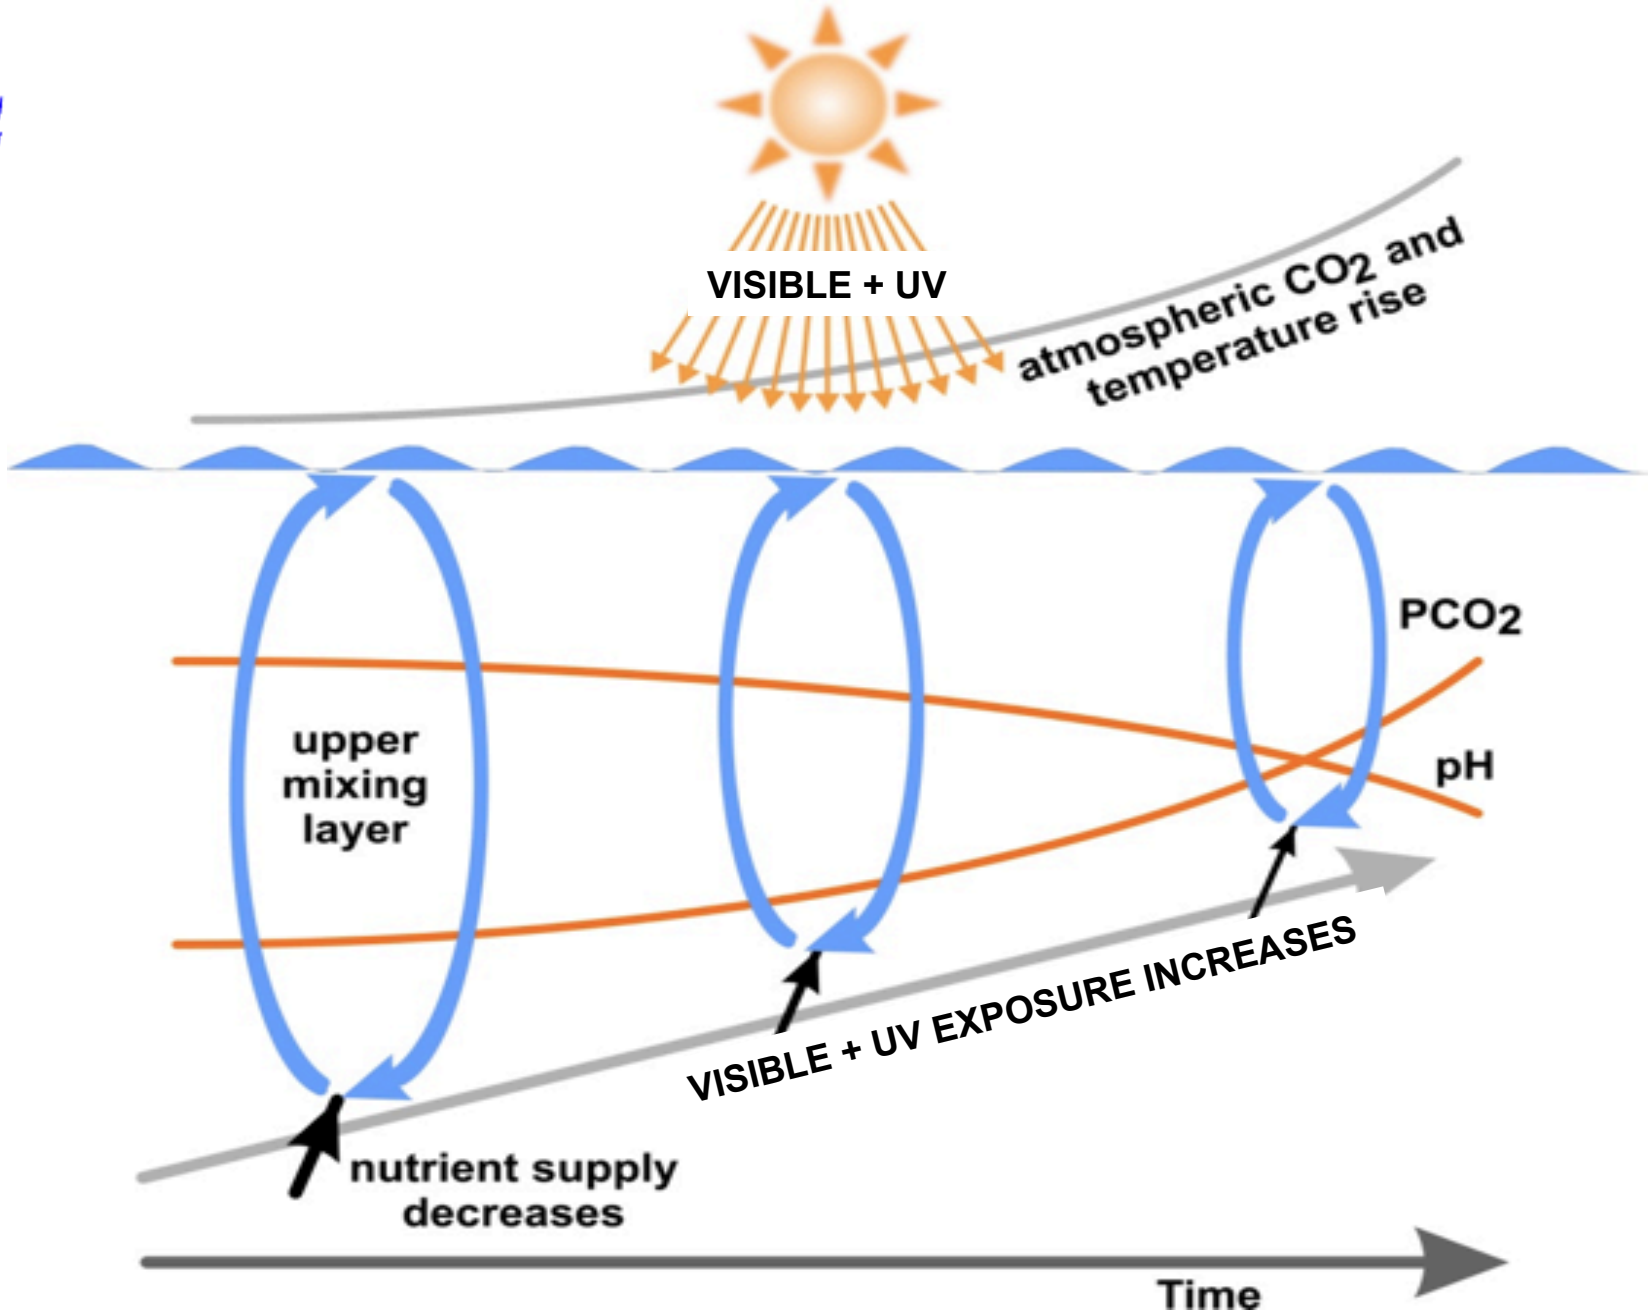 VISIBLE + UV
atmospheric CO2 and
temperature rise
PCO2
upper
mixing
layer
pH
VISIBLE + UV EXPOSURE INCREASES
nutrient supply
decreases
Time